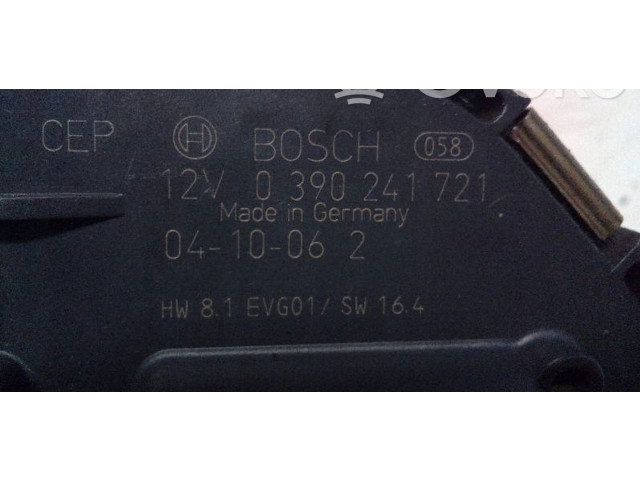 CEP BOSCH 058
12V 0 390 241 721
Made in Germany
04-10-06 2
HW 8.1 EVG01/ SW 16.4